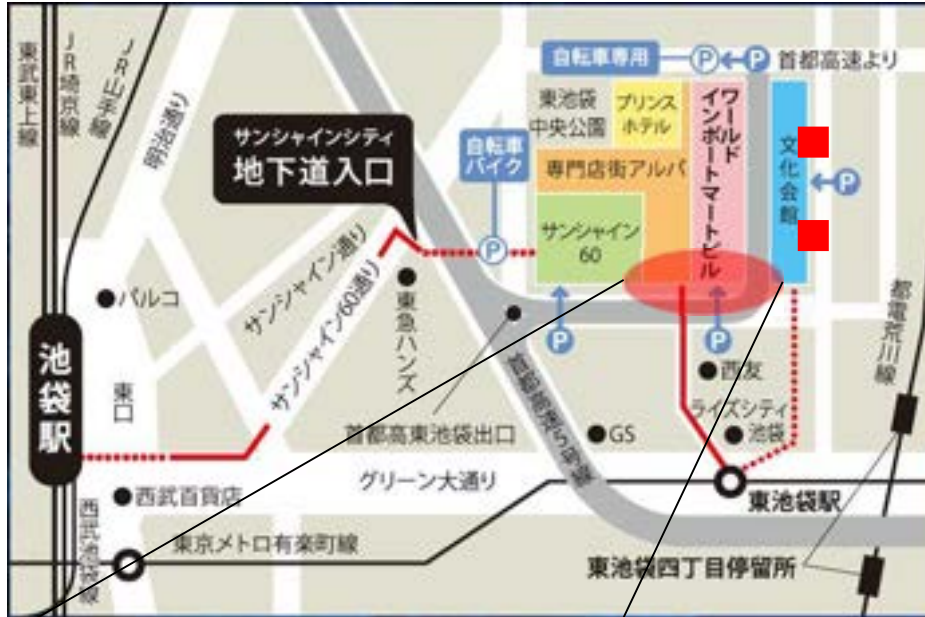 東武東上線
JR埼京線
JR山手線
明治通り
サンシャインシティ
地下道入口
自転車専用
P
P
首都高速より
東池袋
中央公園
プリンス
ホテル
ワールド
インポートマートビル
文化会館
P
自転車
バイク
P
専門店街アルパ
サンシャイン
60
サンシャイン通り
サンシャイン60通り
東急ハンズ
パルコ
池袋駅
東口
P
P
都電荒川線
西友
ライズシティ
池袋
首都高東池袋出口
GS
グリーン大通り
西武百貨店
東池袋駅
西武池袋線
東京メトロ有楽町線
東池袋四丁目停留所